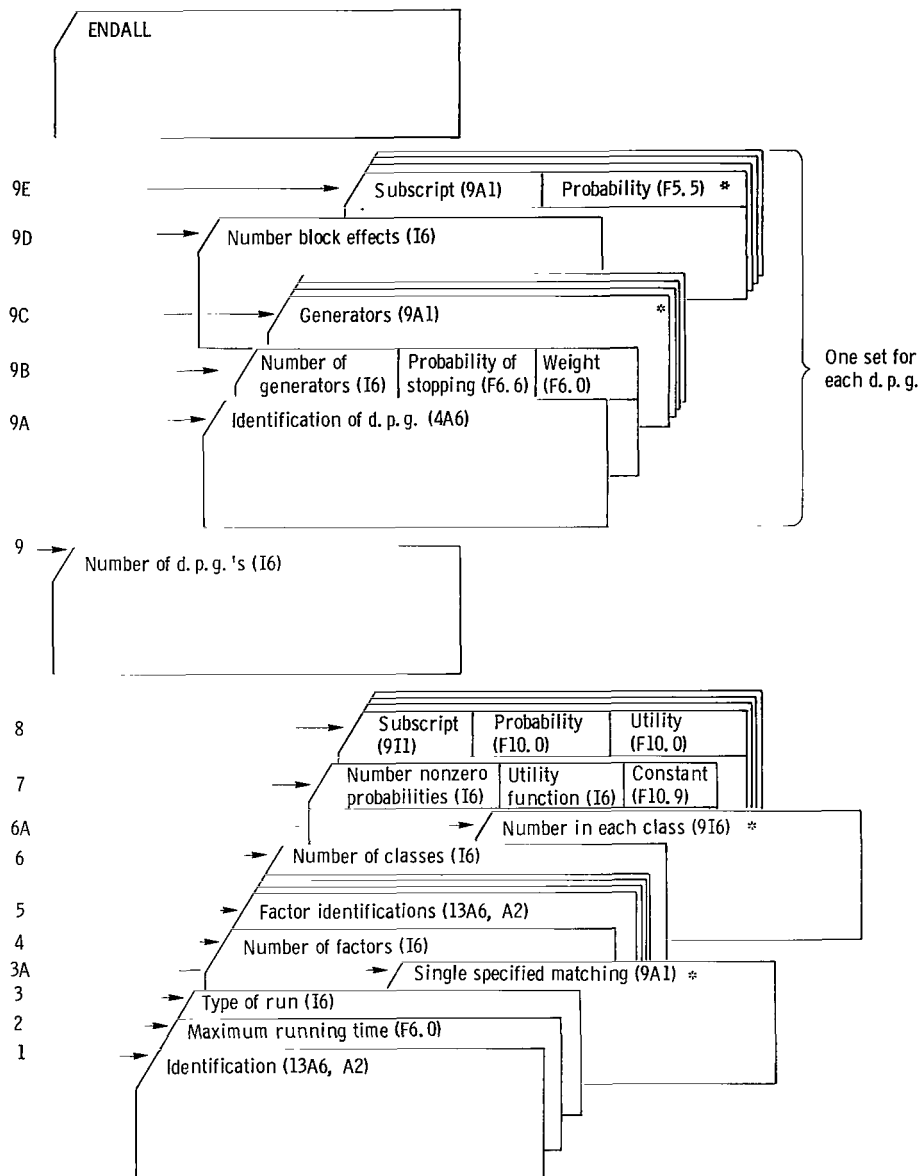 ENDALL
9E
Subscript (9A1) Probability (F5.5) *
9D
Number block effects (I6)
9C
Generators (9A1) *
9B
Number of generators (I6)
Probability of stopping (F6.6)
Weight (F6.0)
One set for each d.p.g.
9A
Identification of d.p.g. (4A6)
9
Number of d.p.g.'s (I6)
8
Subscript (9I1)
Probability (F10.0)
Utility (F10.0)
7
Number nonzero probabilities (I6)
Utility function (I6)
Constant (F10.9)
6A
Number in each class (9I6) *
6
Number of classes (I6)
5
Factor identifications (13A6, A2)
4
Number of factors (I6)
3A
Single specified matching (9A1) *
3
Type of run (I6)
2
Maximum running time (F6.0)
1
Identification (13A6, A2)